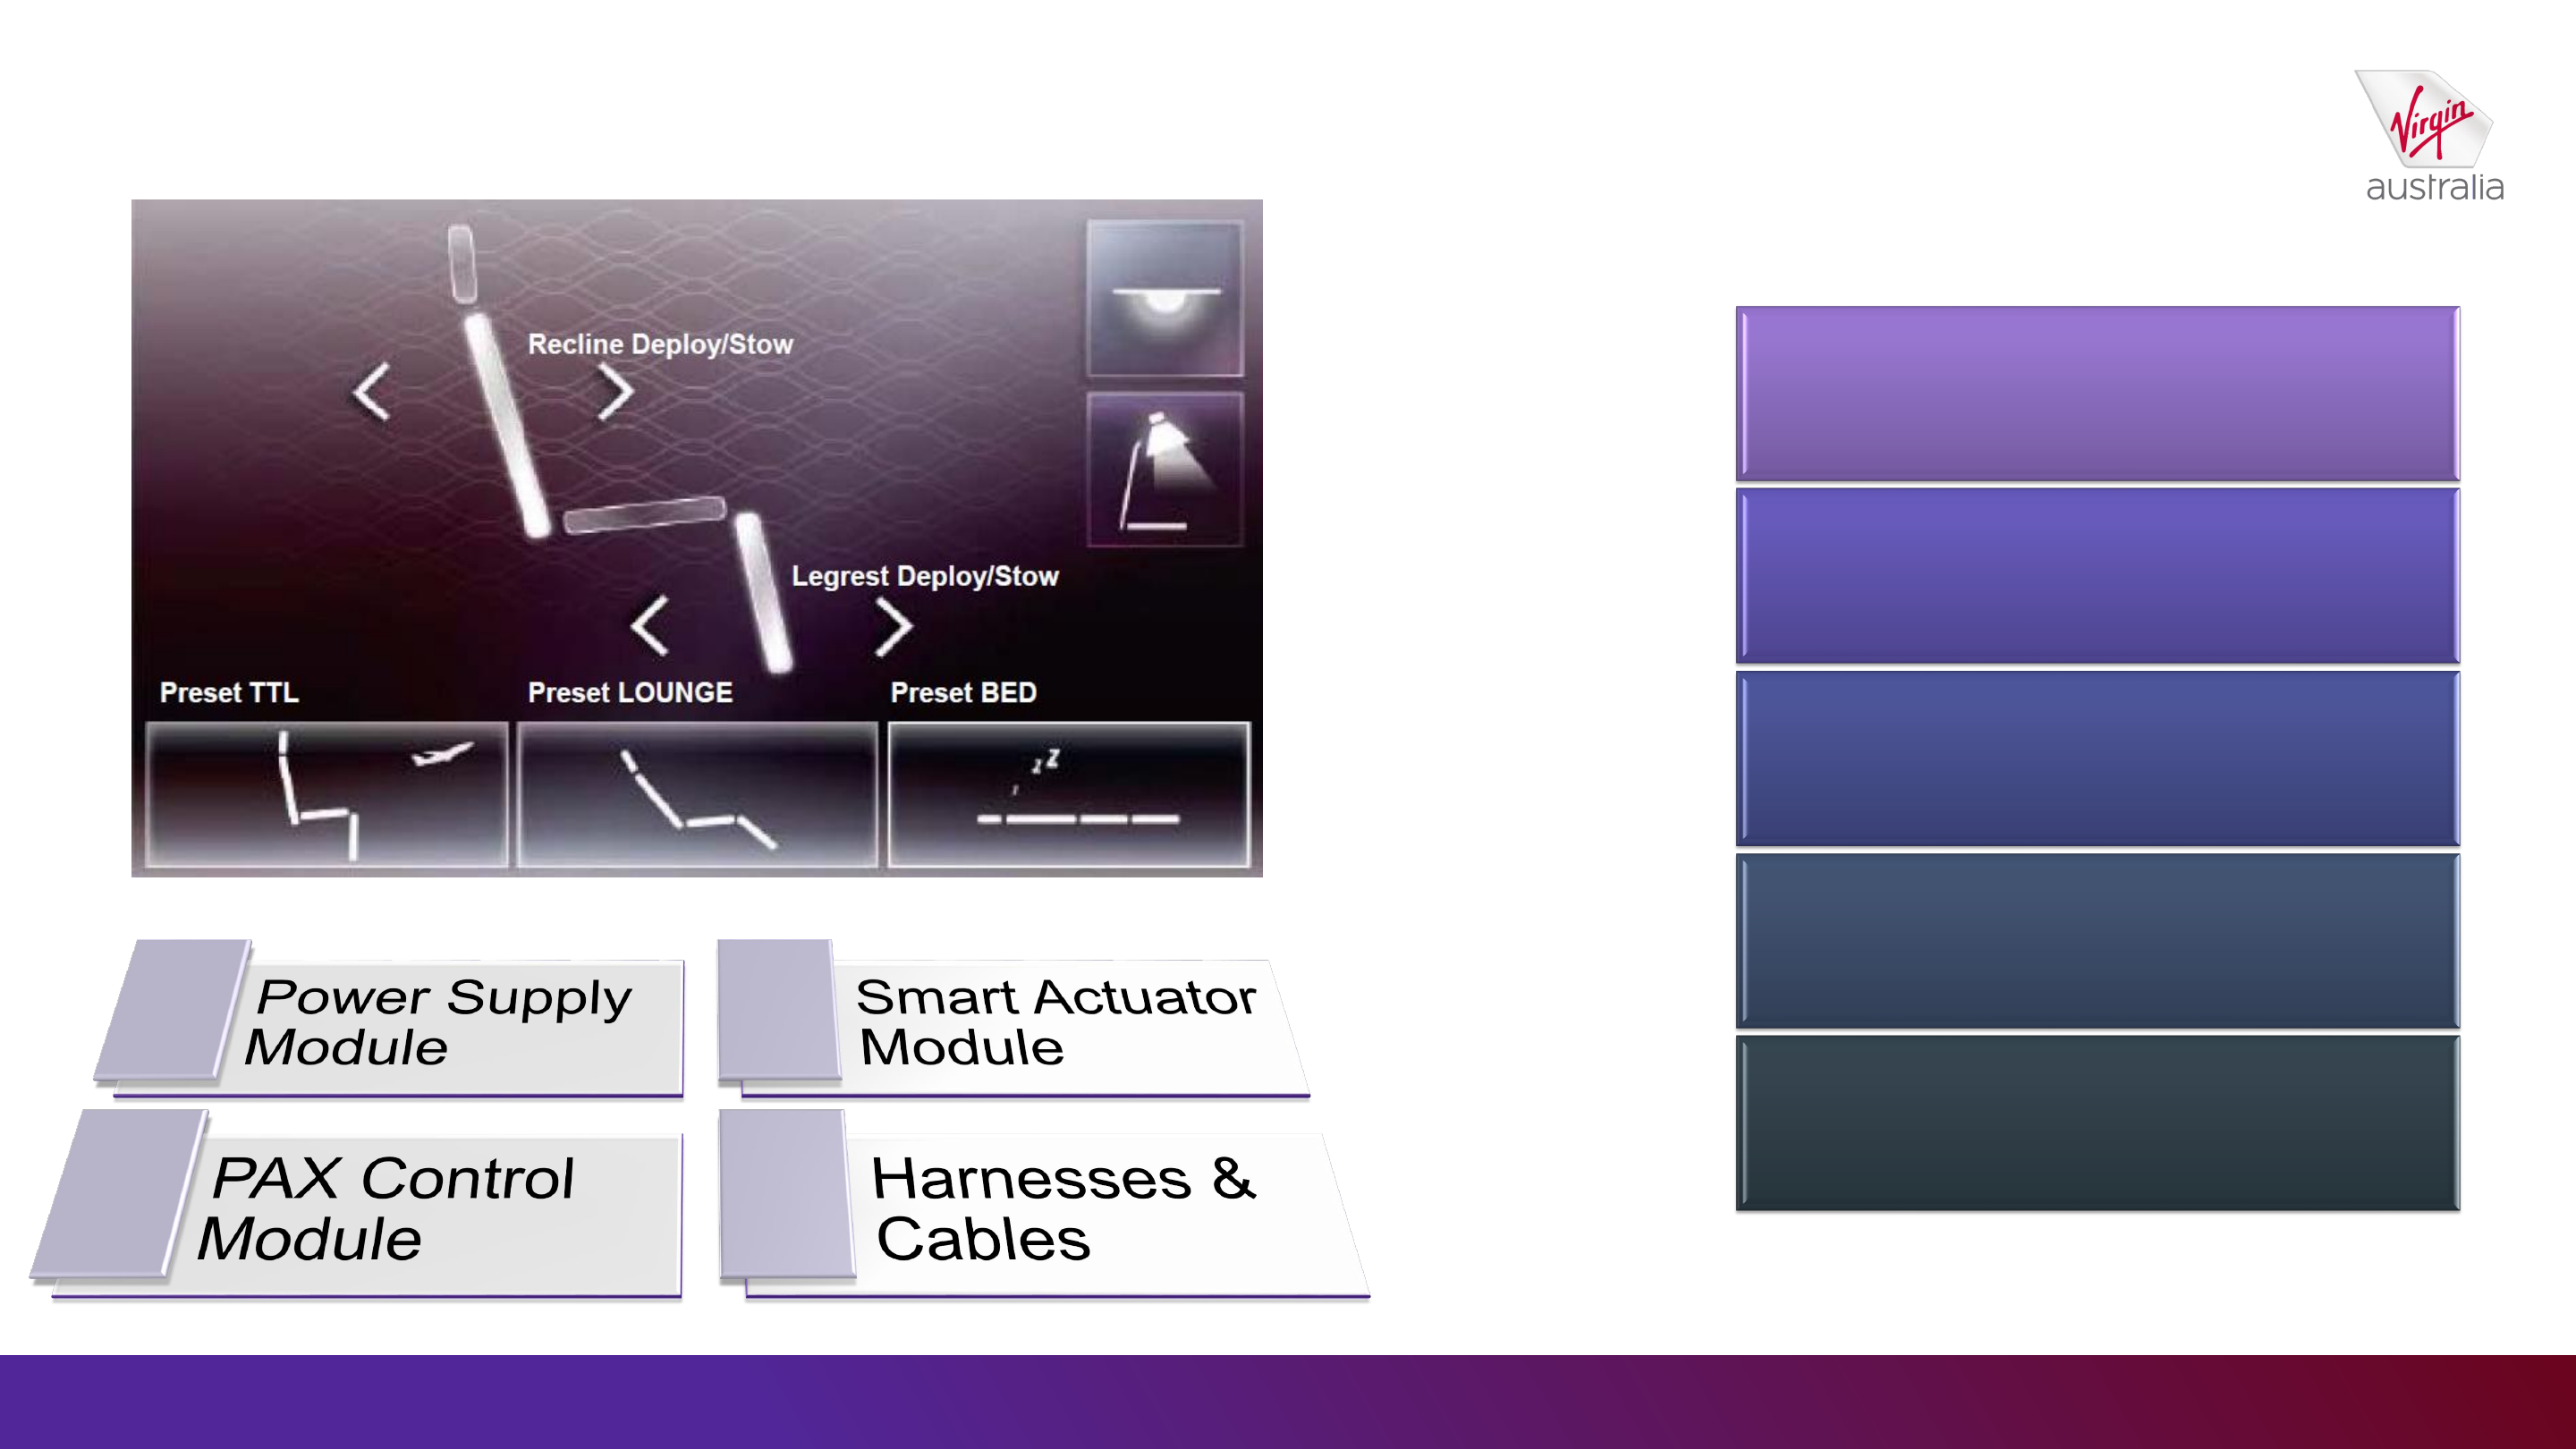 Virgin
australia
Recline Deploy/Stow
Legrest Deploy/Stow
Preset TTL
Preset LOUNGE
Preset BED
z Z
Power Supply
Module
Smart Actuator
Module
PAX Control
Module
Harnesses &
Cables